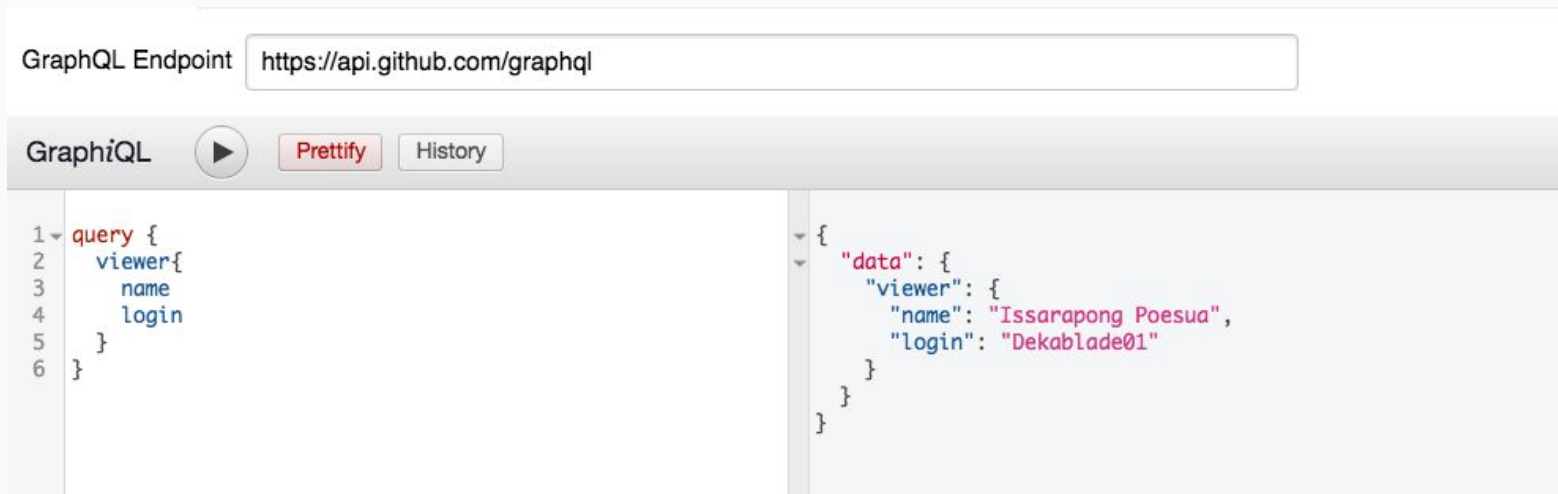 GraphQL Endpoint https://api.github.com/graphql
GraphiQL Prettify History
1 query {
2 viewer{
3 name
4 login
5 }
6 }
{
"data": {
"viewer": {
"name": "Issarapong Poesua",
"login": "Dekablade01"
}
}
}